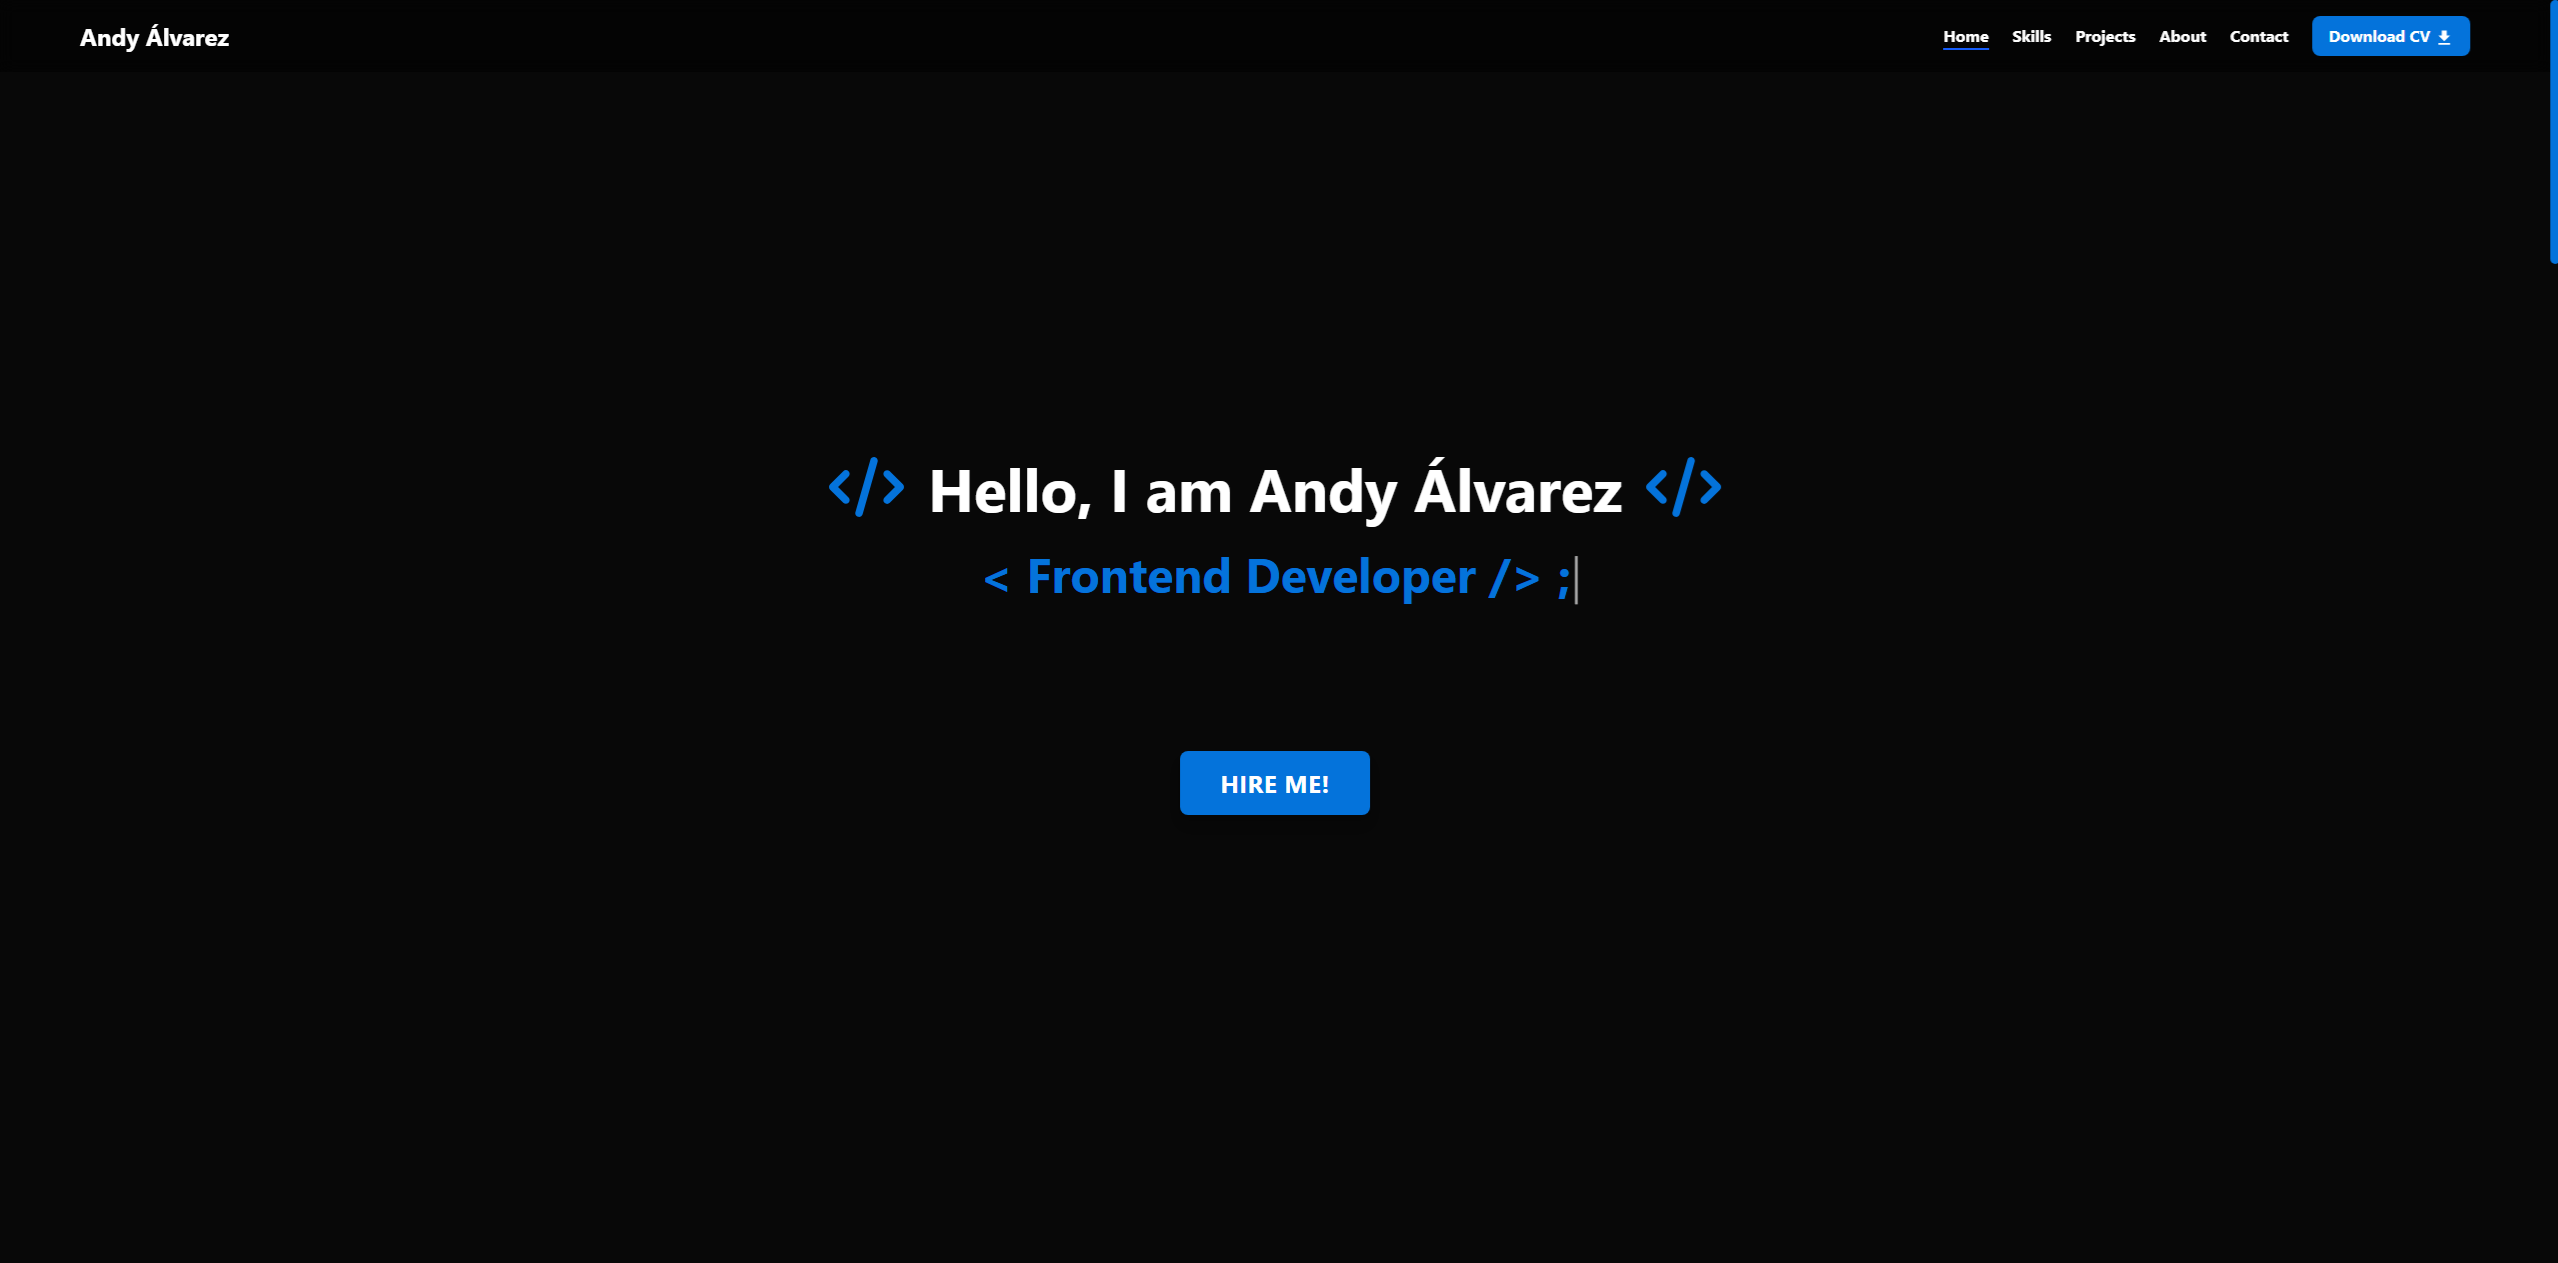 Andy Álvarez
Home Skills Projects About Contact Download CV
</> Hello, I am Andy Álvarez </>
< Frontend Developer /> ;
HIRE ME!